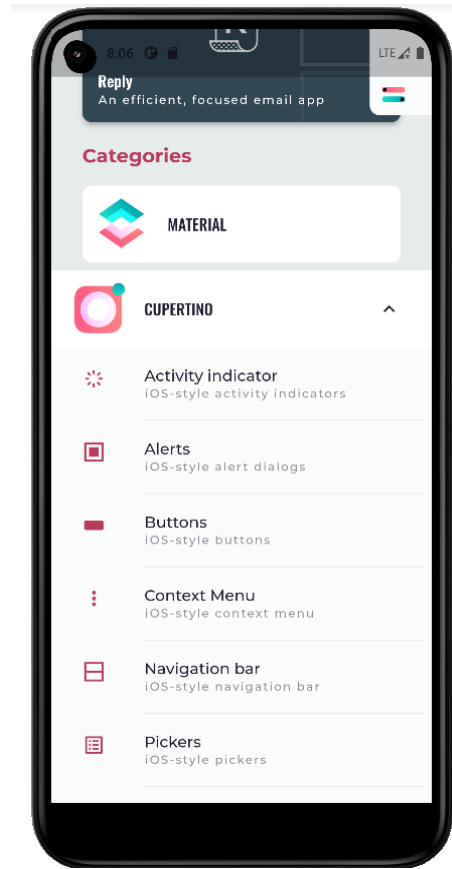 8:06
LTE
Reply
An efficient, focused email app
Categories
MATERIAL
CUPERTINO
Activity indicator
iOS-style activity indicators
Alerts
iOS-style alert dialogs
Buttons
iOS-style buttons
Context Menu
iOS-style context menu
Navigation bar
iOS-style navigation bar
Pickers
iOS-style pickers